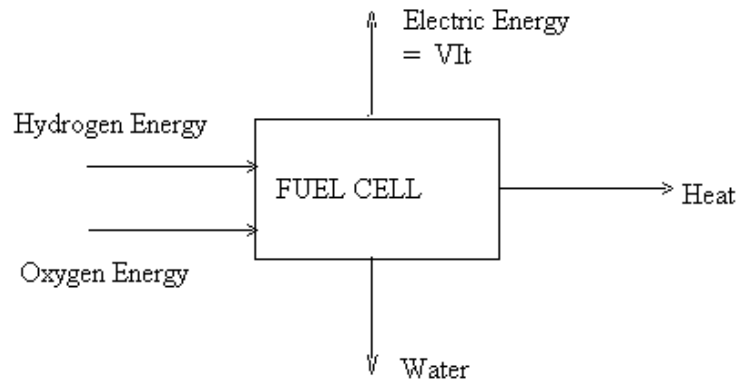 Electric Energy
= VIt
Hydrogen Energy
FUEL CELL
Heat
Oxygen Energy
Water